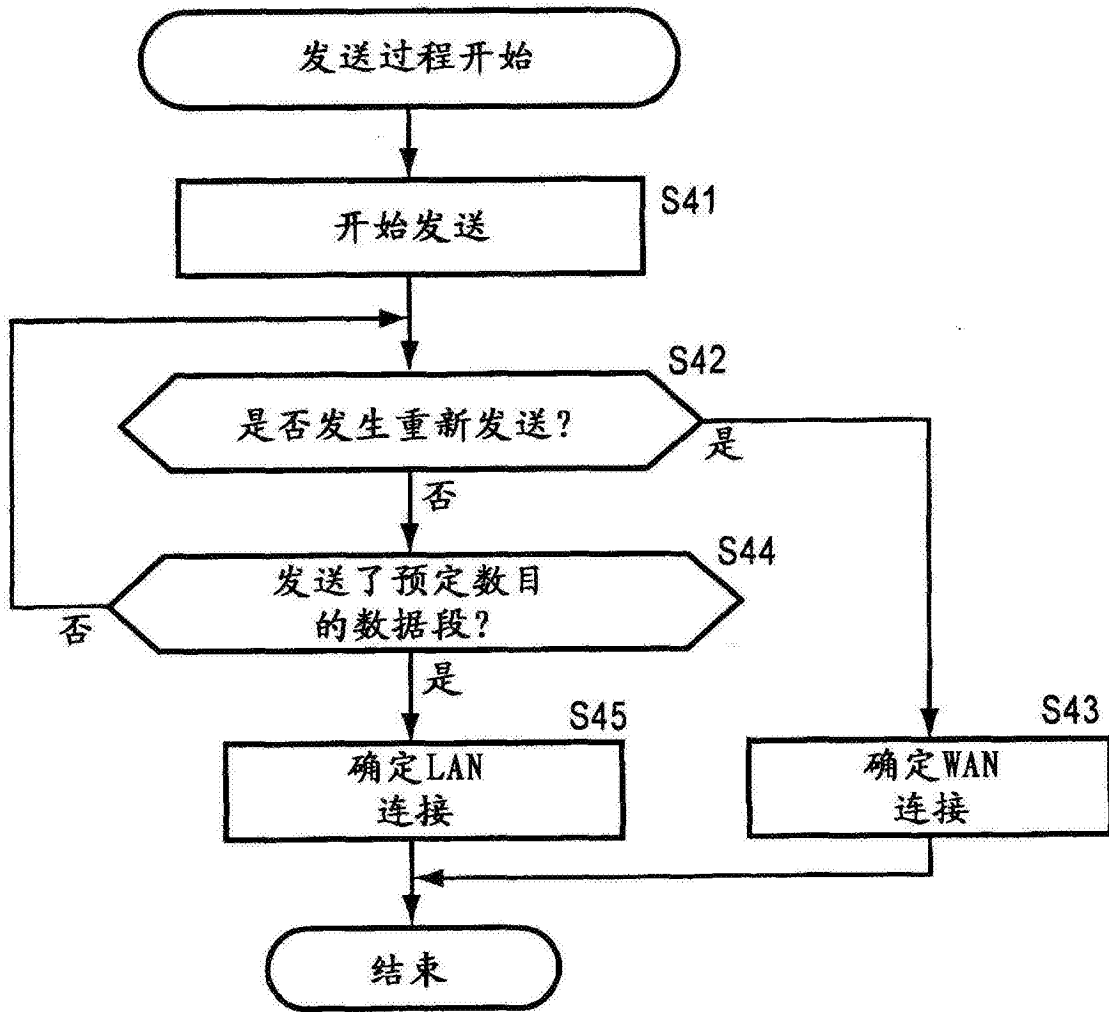 发送过程开始
S41
开始发送
S42
是否发生重新发送?
是
否
S44
发送了预定数目
的数据段?
否
是
S45
确定LAN
连接
S43
确定WAN
连接
结束